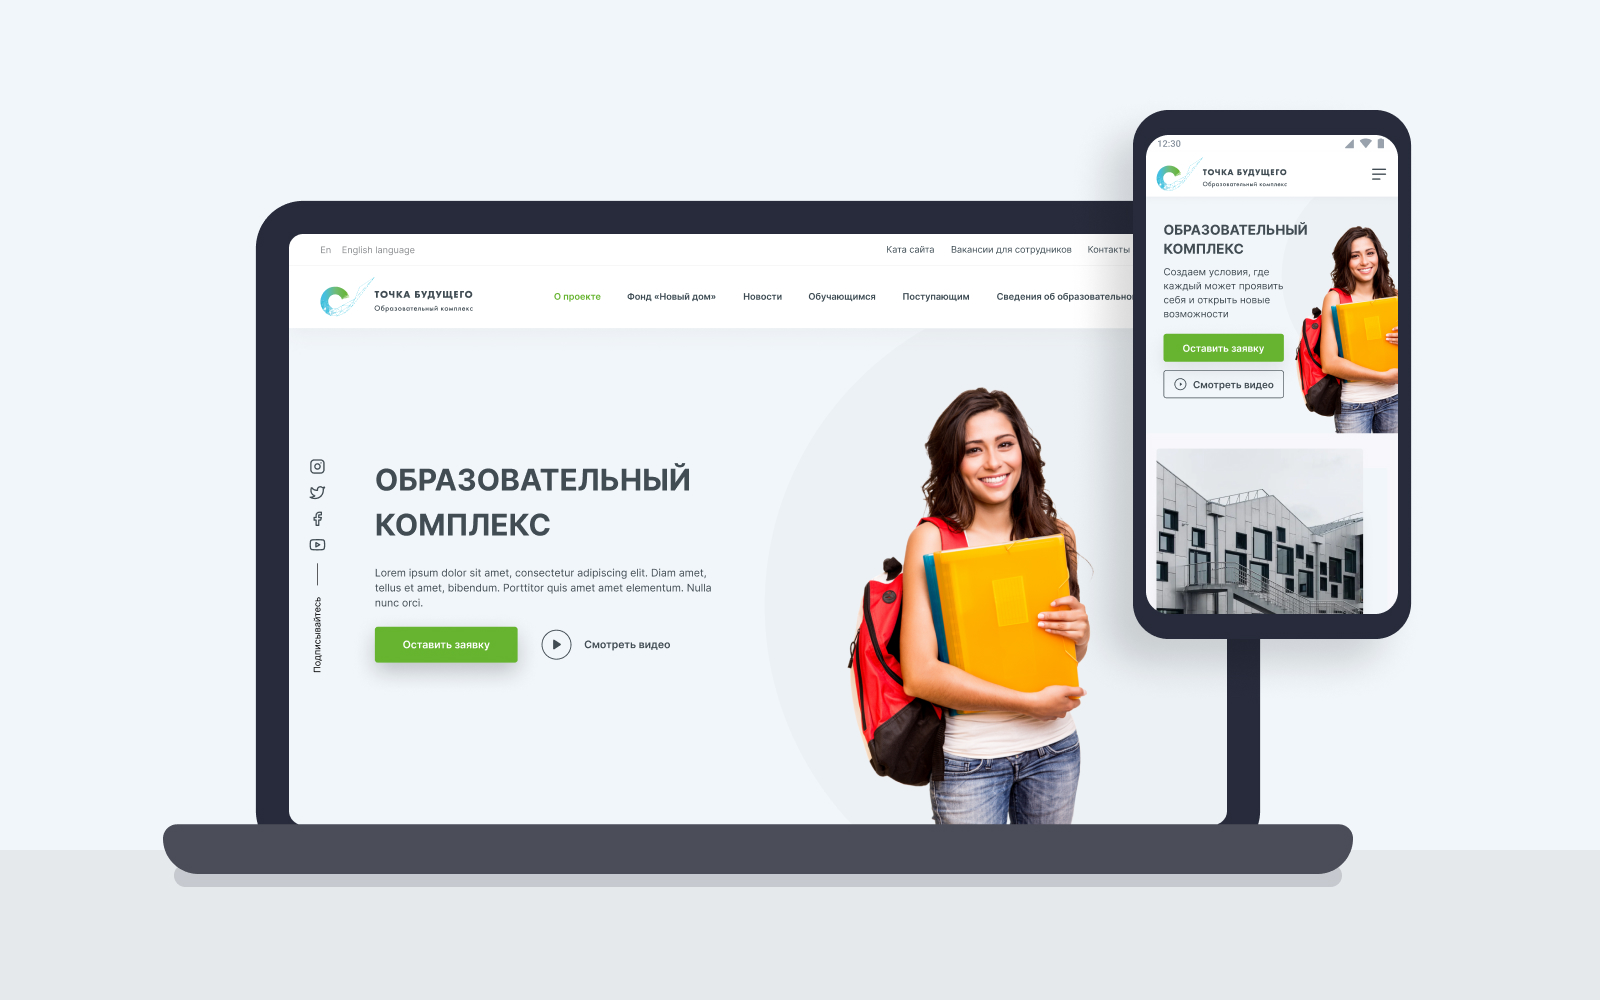 En English language
Ката сайта Вакансии для сотрудников Контакты
ТОЧКА БУДУЩЕГО
Образовательный комплекс
О проекте Фонд «Новый дом» Новости Обучающимся Поступающим Сведения об
ОБРАЗОВАТЕЛЬНЫЙ
КОМПЛЕКС
Lorem ipsum dolor sit amet, consectetur adipiscing elit. Diam amet,
tellus et amet, bibendum. Porttitor quis amet amet elementum. Nulla
nunc orci.
Оставить заявку Смотреть видео
Подписывайтесь
12:30
ТОЧКА БУДУЩЕГО
Образовательный комплекс
ОБРАЗОВАТЕЛЬНЫЙ
КОМПЛЕКС
Создаем условия, где
каждый может проявить
себя и открыть новые
возможности
Оставить заявку
Смотреть видео